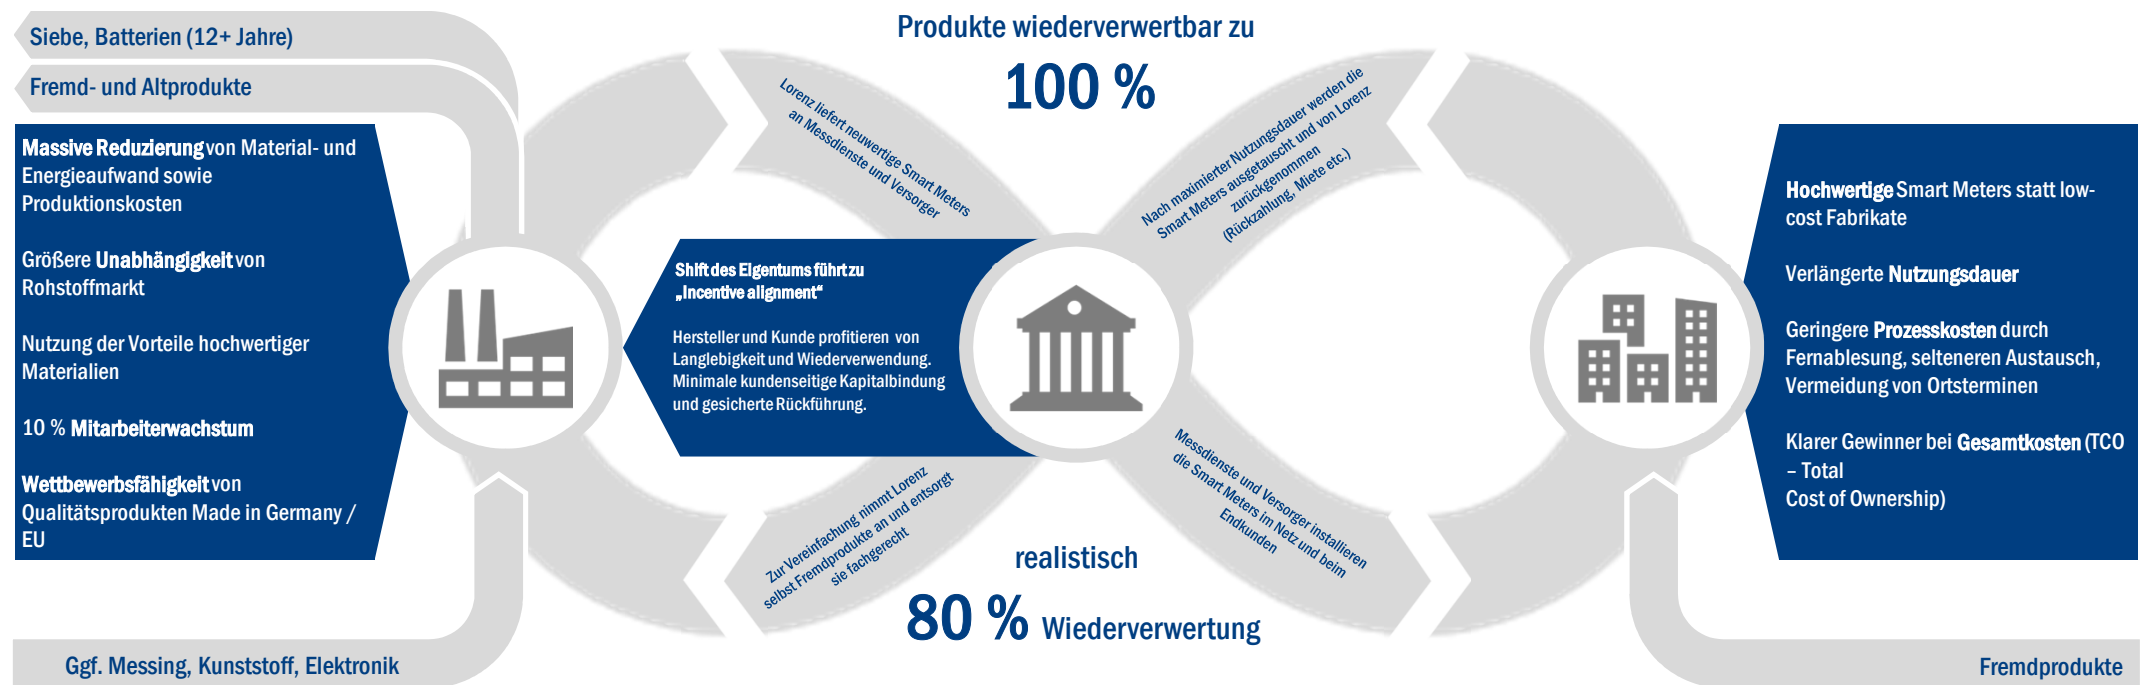 Siebe, Batterien (12+ Jahre)
Fremd- und Altprodukte
Massive Reduzierung von Material- und
Energieaufwand sowie
Produktionskosten
Größere Unabhängigkeit von
Rohstoffmarkt
Nutzung der Vorteile hochwertiger
Materialien
10 % Mitarbeiterwachstum
Wettbewerbsfähigkeit von
Qualitätsprodukten Made in Germany /
EU
Ggf. Messing, Kunststoff, Elektronik
Produkte wiederverwertbar zu
100 %
Lorenz liefert neuwertige Smart Meters
an Messdienste und Versorger
Nach maximierter Nutzungsdauer werden die
Smart Meters ausgetauscht und von Lorenz
zurückgenommen
(Rückzahlung, Miete etc.)
Shift des Eigentums führt zu
„Incentive alignment“
Hersteller und Kunde profitieren von
Langlebigkeit und Wiederverwendung.
Minimale kundenseitige Kapitalbindung
und gesicherte Rückführung.
Zur Vereinfachung nimmt Lorenz
selbst Fremdprodukte an und entsorgt
sie fachgerecht
Messdienste und Versorger installieren
die Smart Meters im Netz und beim
Endkunden
realistisch
80 % Wiederverwertung
Hochwertige Smart Meters statt low-
cost Fabrikate
Verlängerte Nutzungsdauer
Geringere Prozesskosten durch
Fernablesung, selteneren Austausch,
Vermeidung von Ortsterminen
Klarer Gewinner bei Gesamtkosten (TCO
– Total
Cost of Ownership)
Fremdprodukte